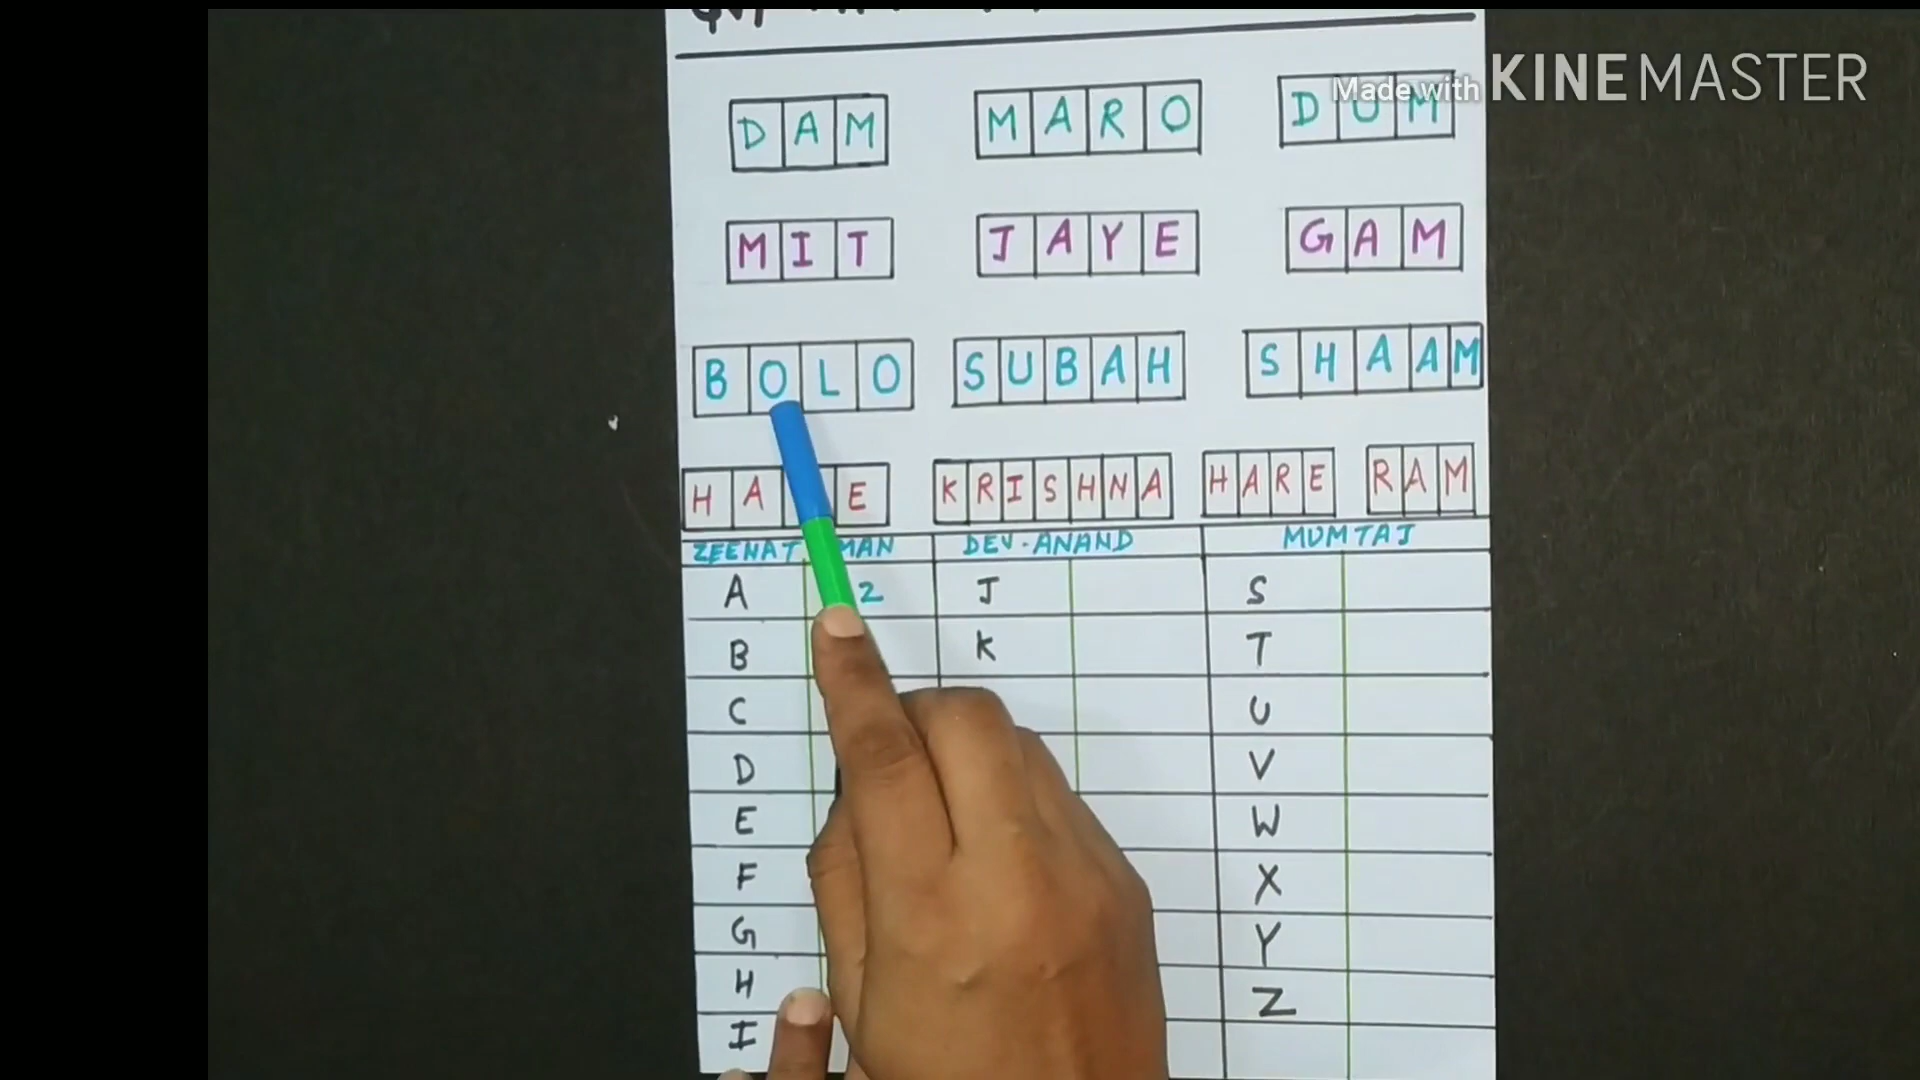 Made with KINEMASTER
DAM MARO DUM
MIT JAYE GAM
BOLO SUBAH SHAAM
HA E KRISHNA HARE RAM
ZEENAT MAN DEV-ANAND MUMTAJ
A 2 J S
B K T
C U
D V
E W
F X
G Y
H Z
I